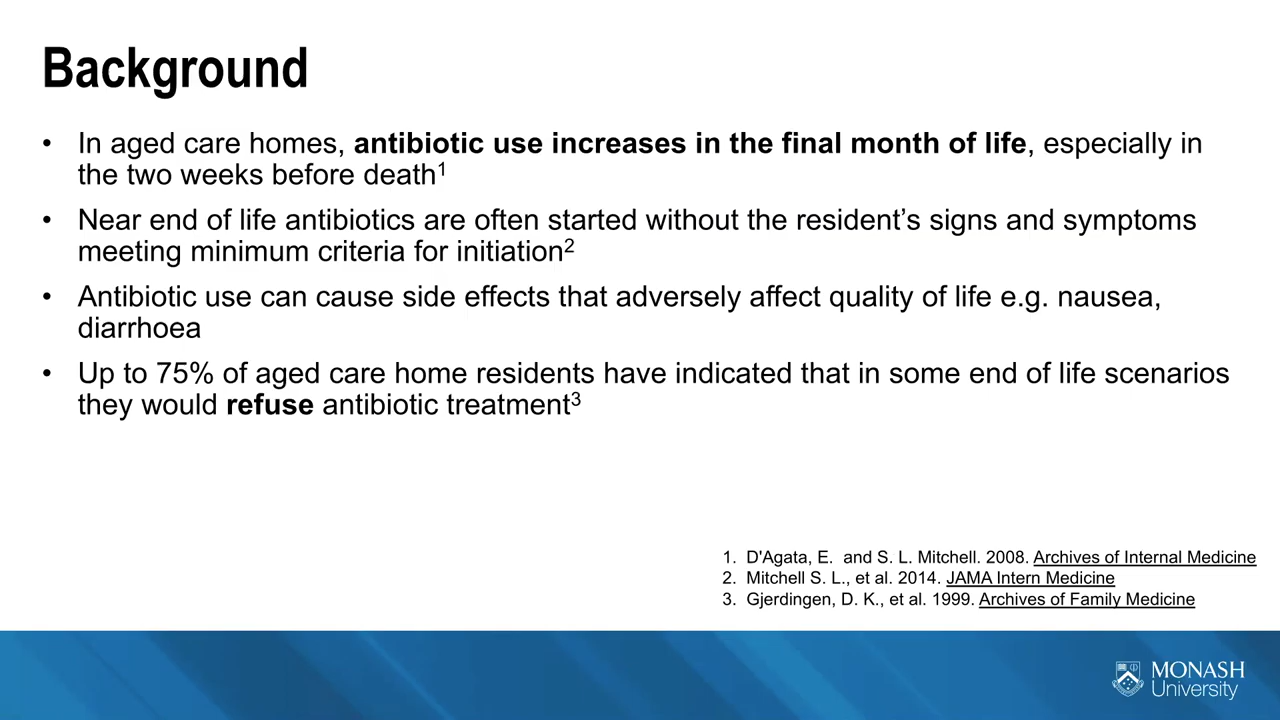 Background
• In aged care homes, antibiotic use increases in the final month of life, especially in
the two weeks before death1
• Near end of life antibiotics are often started without the resident’s signs and symptoms
meeting minimum criteria for initiation2
• Antibiotic use can cause side effects that adversely affect quality of life e.g. nausea,
diarrhoea
• Up to 75% of aged care home residents have indicated that in some end of life scenarios
they would refuse antibiotic treatment3
1. D'Agata, E. and S. L. Mitchell. 2008. Archives of Internal Medicine
2. Mitchell S. L., et al. 2014. JAMA Intern Medicine
3. Gjerdingen, D. K., et al. 1999. Archives of Family Medicine
MONASH
University